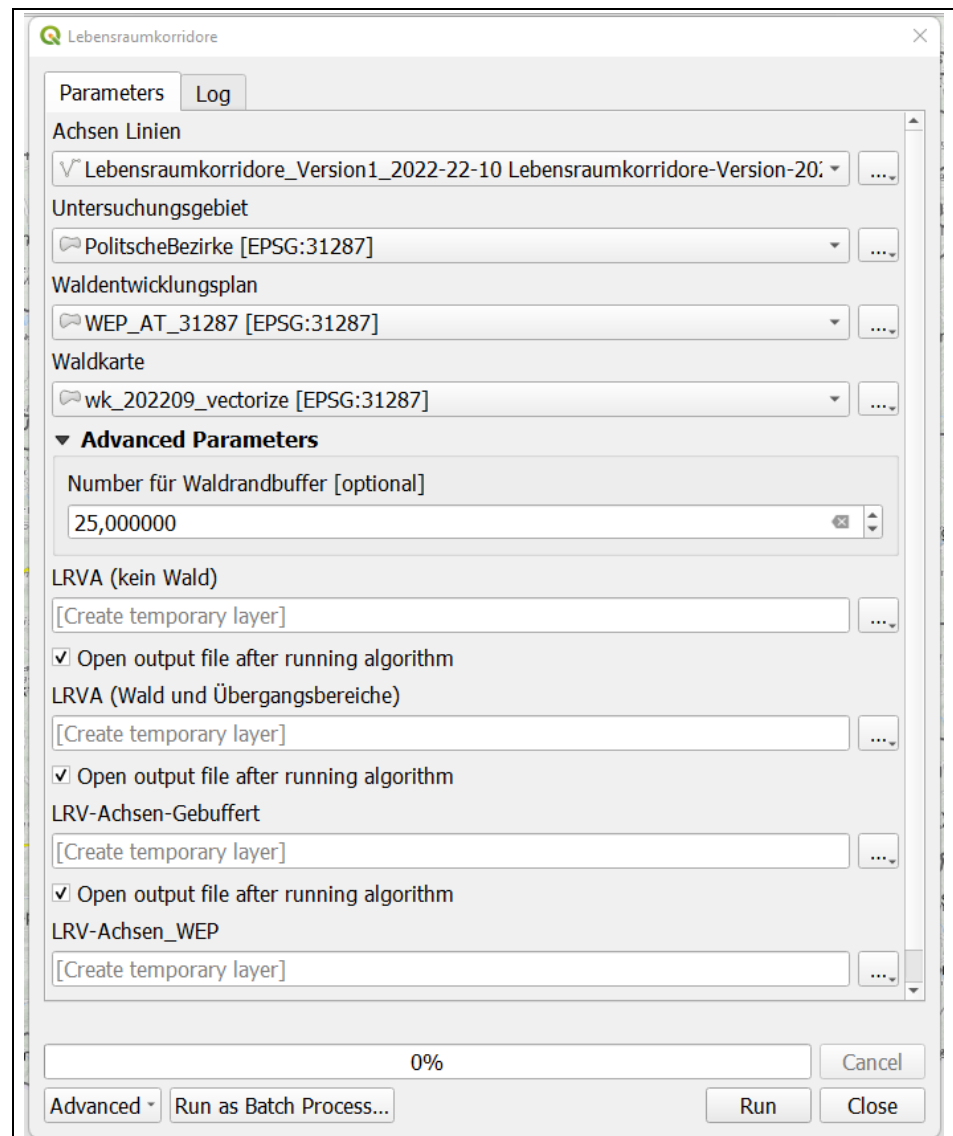 Lebensraumkorridore
Parameters
Log
Achsen Linien
Lebensraumkorridore_Version1_2022-22-10 Lebensraumkorridore-Version-202
...
Untersuchungsgebiet
PolitscheBezirke [EPSG:31287]
...
Waldentwicklungsplan
WEP_AT_31287 [EPSG:31287]
...
Waldkarte
wk_202209_vectorize [EPSG:31287]
...
Advanced Parameters
Number für Waldrandbuffer [optional]
25,000000
LRVA (kein Wald)
[Create temporary layer]
...
Open output file after running algorithm
LRVA (Wald und Übergangsbereiche)
[Create temporary layer]
...
Open output file after running algorithm
LRV-Achsen-Gebuffert
[Create temporary layer]
...
Open output file after running algorithm
LRV-Achsen_WEP
[Create temporary layer]
...
0%
Cancel
Advanced
Run as Batch Process...
Run
Close